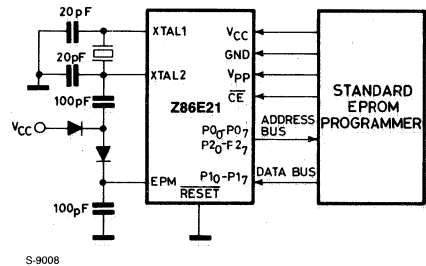 20pF
XTAL1
20pF
XTAL2
100pF
VCC
EPM
100pF
Z86E21
VCC
GND
VPP
CE
P00-P07
P20-F27
P10-P17
RESET
ADDRESS
BUS
DATA BUS
STANDARD
EPROM
PROGRAMMER
S-9008